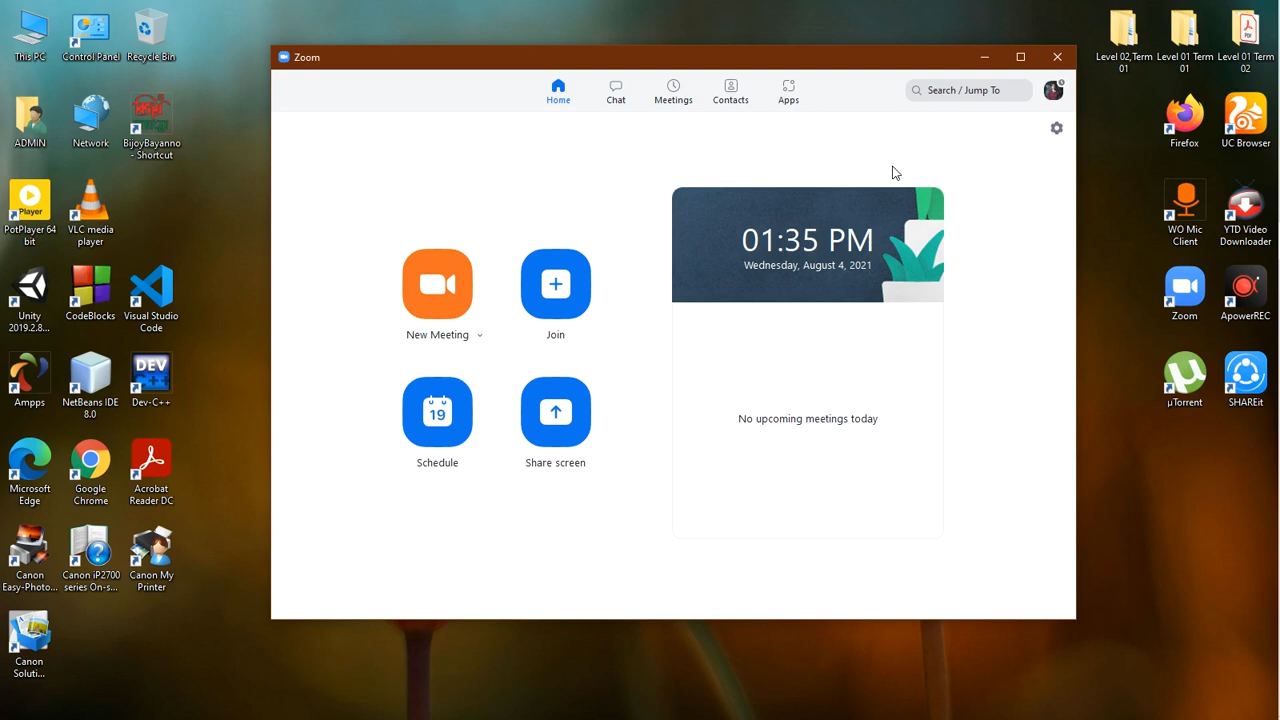 This PC
Control Panel
Recycle Bin
ADMIN
Network
BijoyBayanno
- Shortcut
Player
PotPlayer 64
bit
VLC media
player
Unity
2019.2.8...
CodeBlocks
Visual Studio
Code
Ampps
NetBeans IDE
8.0
DEV
Dev-C++
Microsoft
Edge
Google
Chrome
Acrobat
Reader DC
Canon
Easy-Photo...
Canon iP2700
series On-s...
Canon My
Printer
Canon
Soluti...
Zoom
Home
Chat
Meetings
Contacts
Apps
Search / Jump To
New Meeting
Join
19
Schedule
Share screen
01:35 PM
Wednesday, August 4, 2021
No upcoming meetings today
Level 02,Term
01
Level 01 Term
01
PDF
Level 01 Term
02
Firefox
UC Browser
WO Mic
Client
YTD Video
Downloader
Zoom
ApowerREC
µTorrent
SHAREit